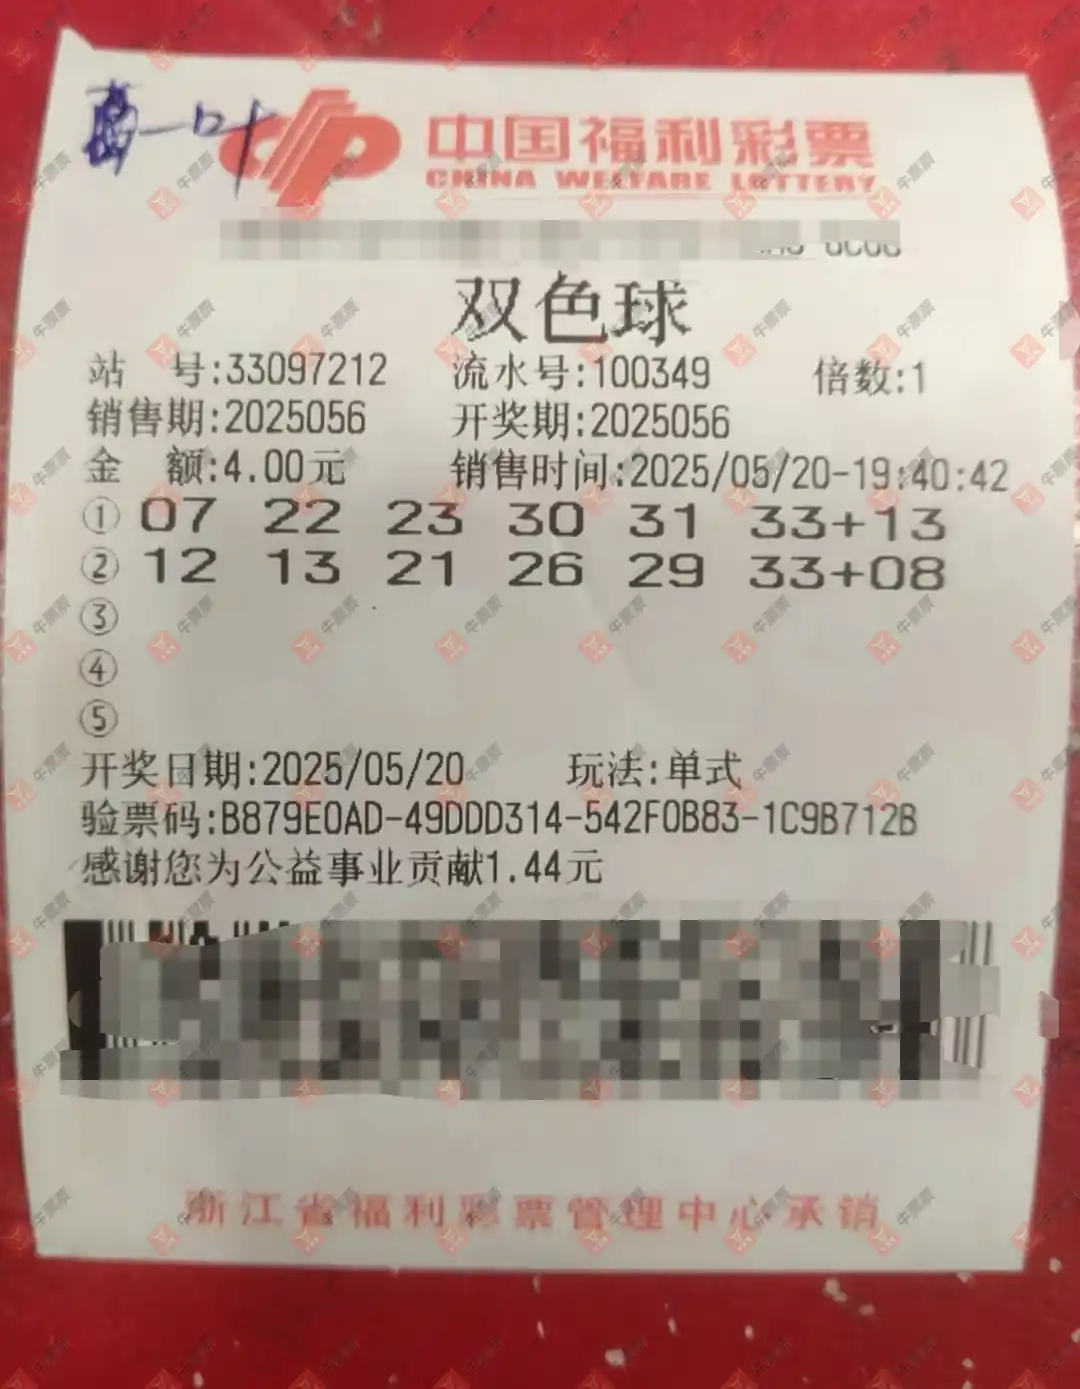 中国福利彩票
CHINA WELFARE LOTTERY
双色球
站 号:33097212 流水号:100349 倍数:1
销售期:2025056 开奖期:2025056
金 额:4.00元 销售时间:2025/05/20-19:40:42
① 07 22 23 30 31 33+13
② 12 13 21 26 29 33+08
③
④
⑤
开奖日期:2025/05/20 玩法:单式
验票码:B879E0AD-49DDD314-542F0B83-1C9B712B
感谢您为公益事业贡献1.44元
浙江省福利彩票管理中心承销
牛票票